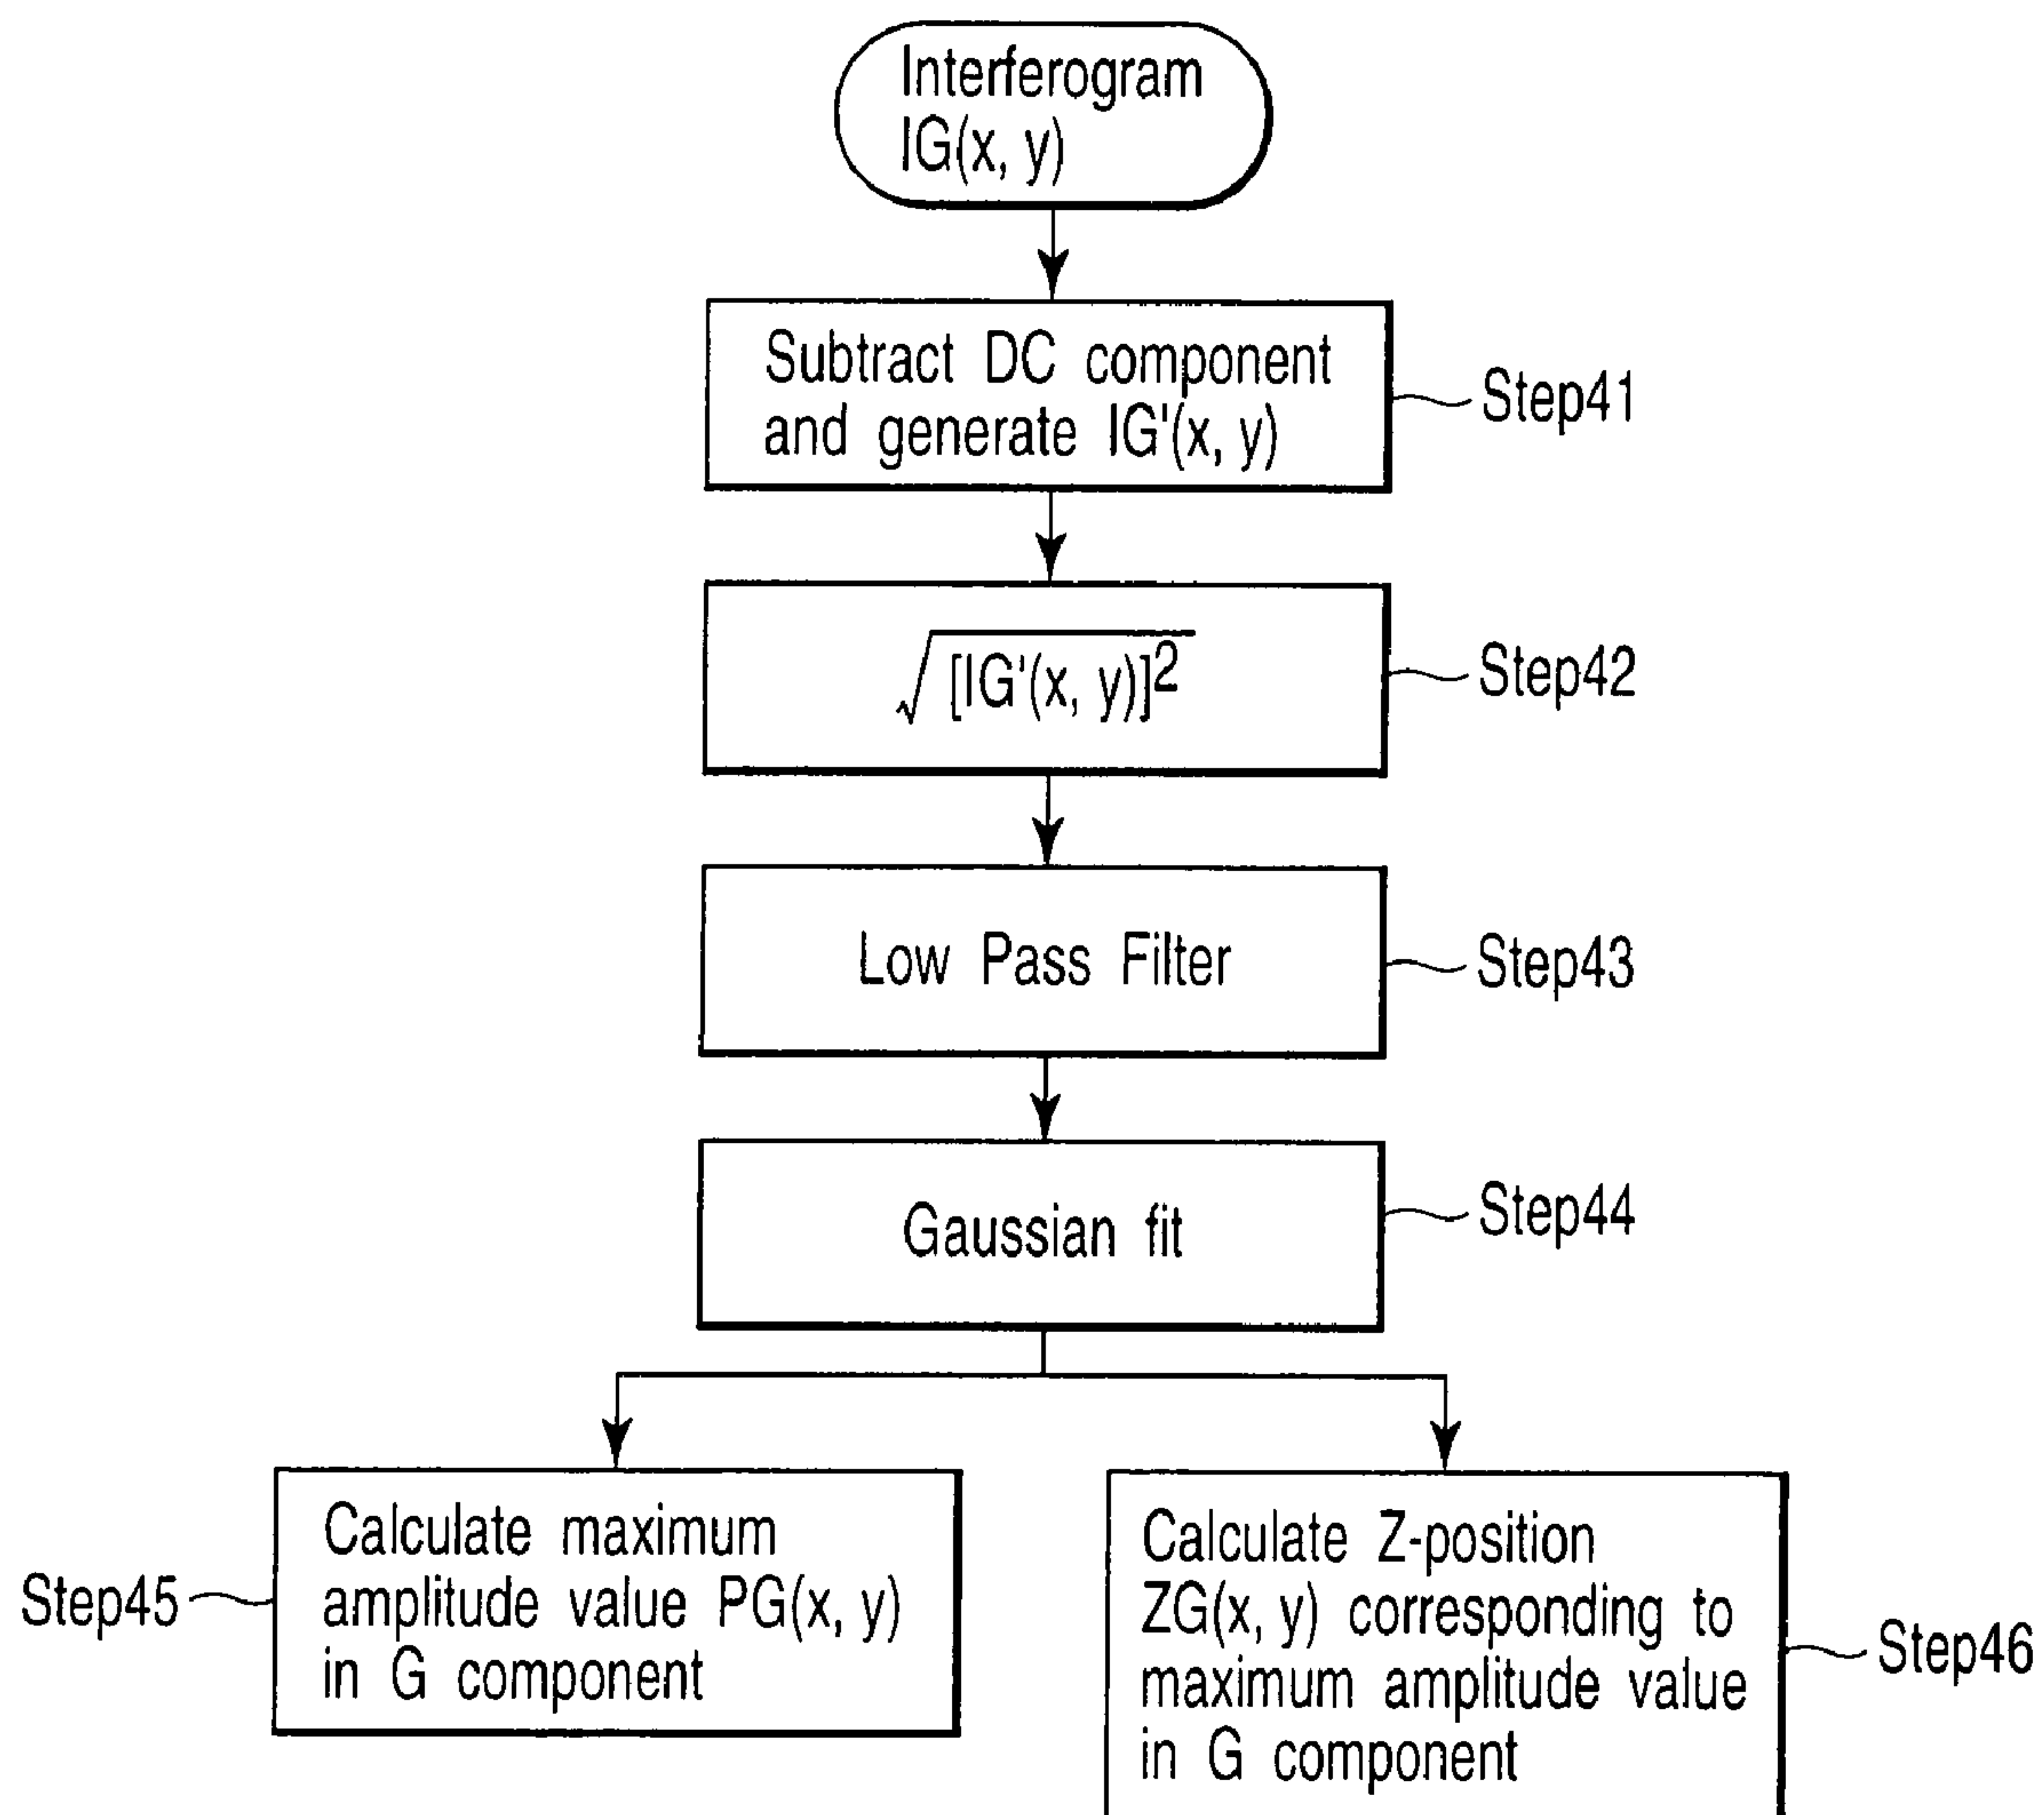 Interferogram
IG(x, y)
Subtract DC component
and generate IG'(x, y)
Step41
√[IG'(x, y)]²
Step42
Low Pass Filter
Step43
Gaussian fit
Step44
Calculate maximum
amplitude value PG(x, y)
in G component
Step45
Calculate Z-position
ZG(x, y) corresponding to
maximum amplitude value
in G component
Step46